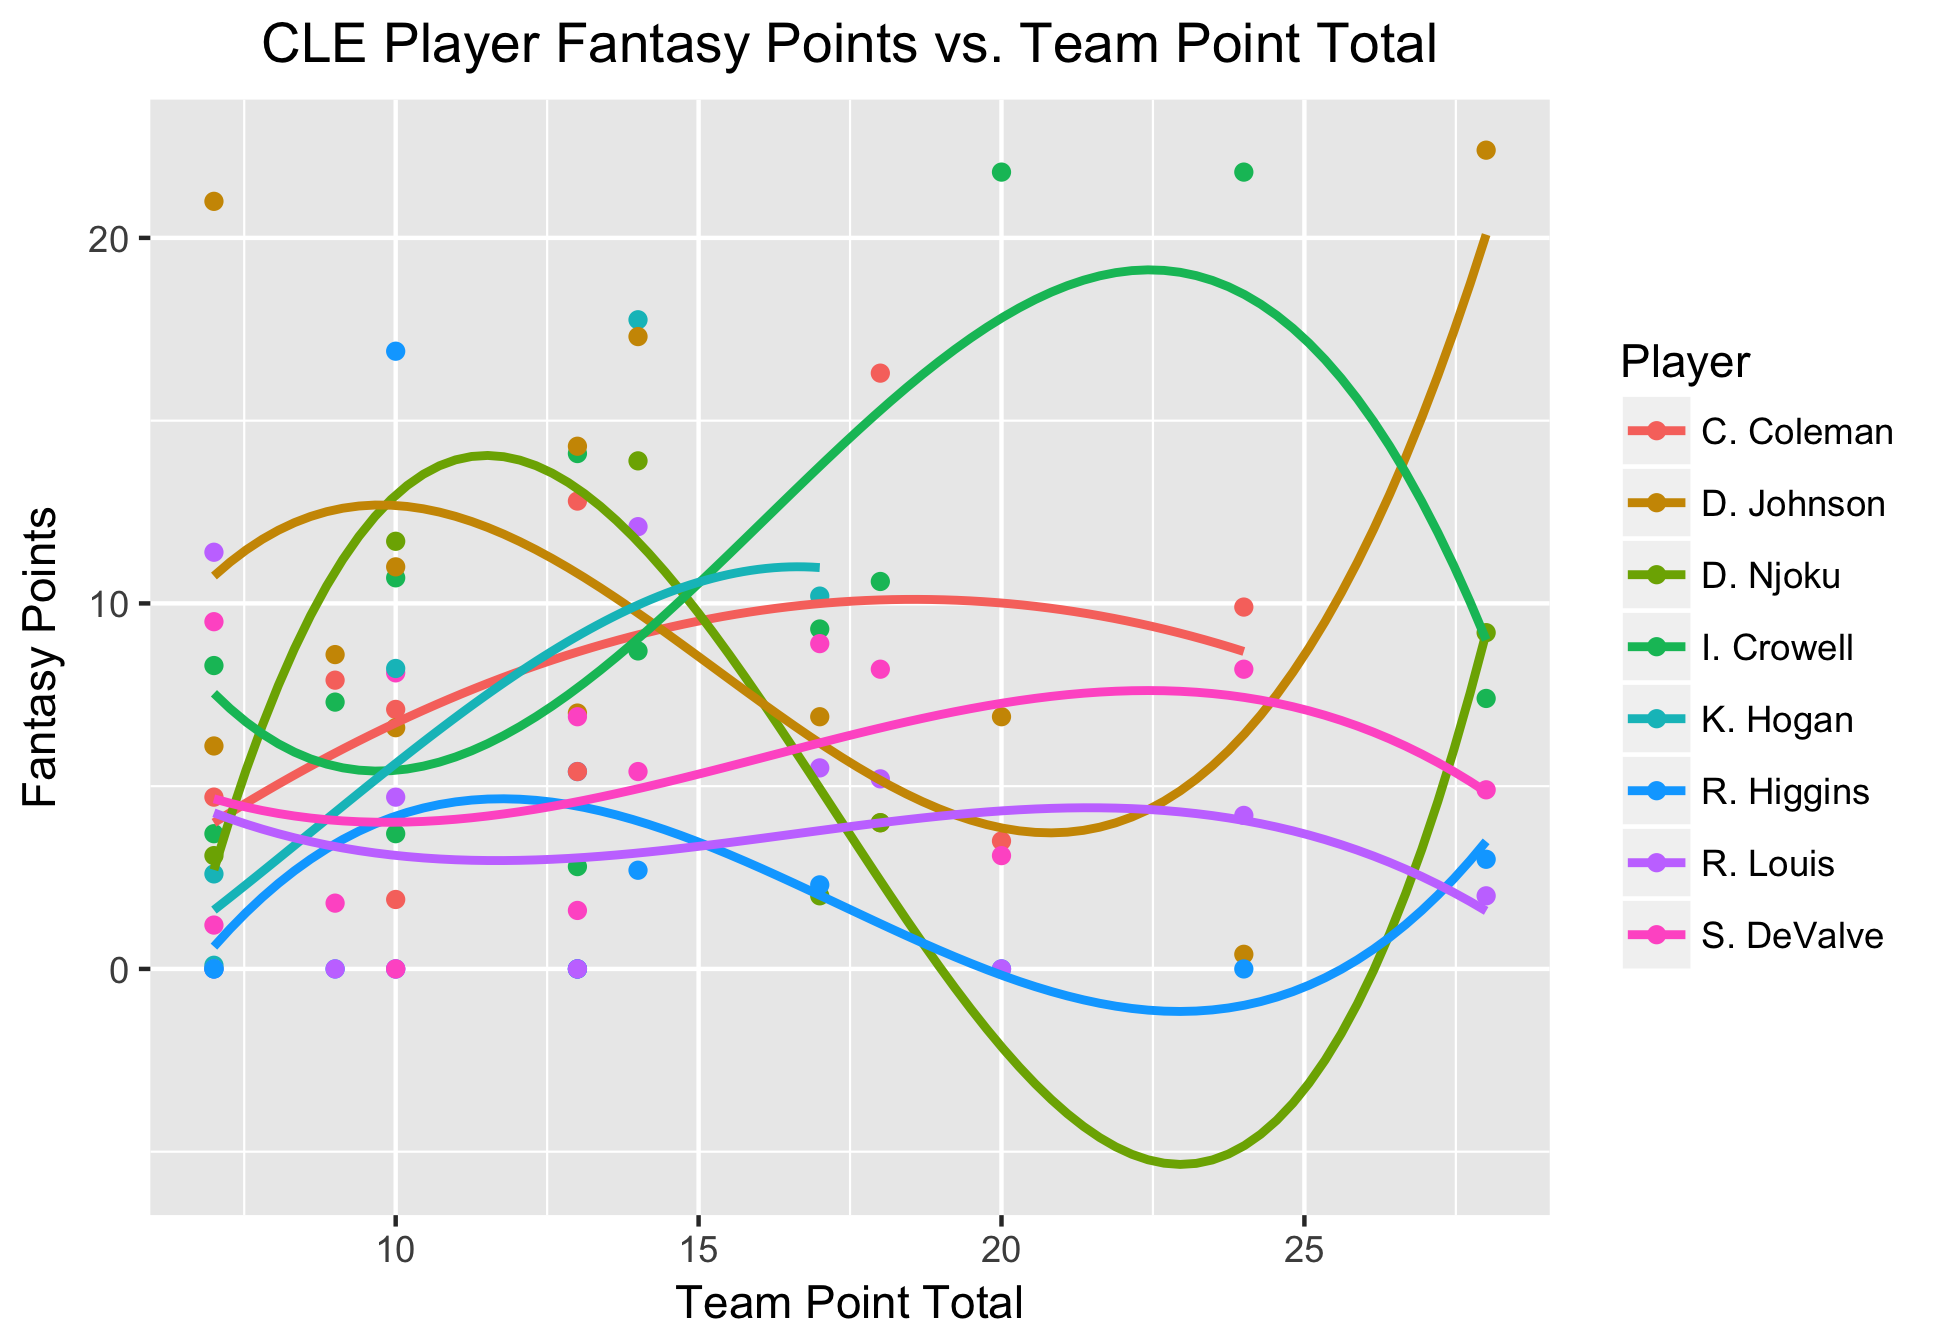 CLE Player Fantasy Points vs. Team Point Total
Fantasy Points
20
10
0
10
15
20
25
Team Point Total
Player
C. Coleman
D. Johnson
D. Njoku
I. Crowell
K. Hogan
R. Higgins
R. Louis
S. DeValve